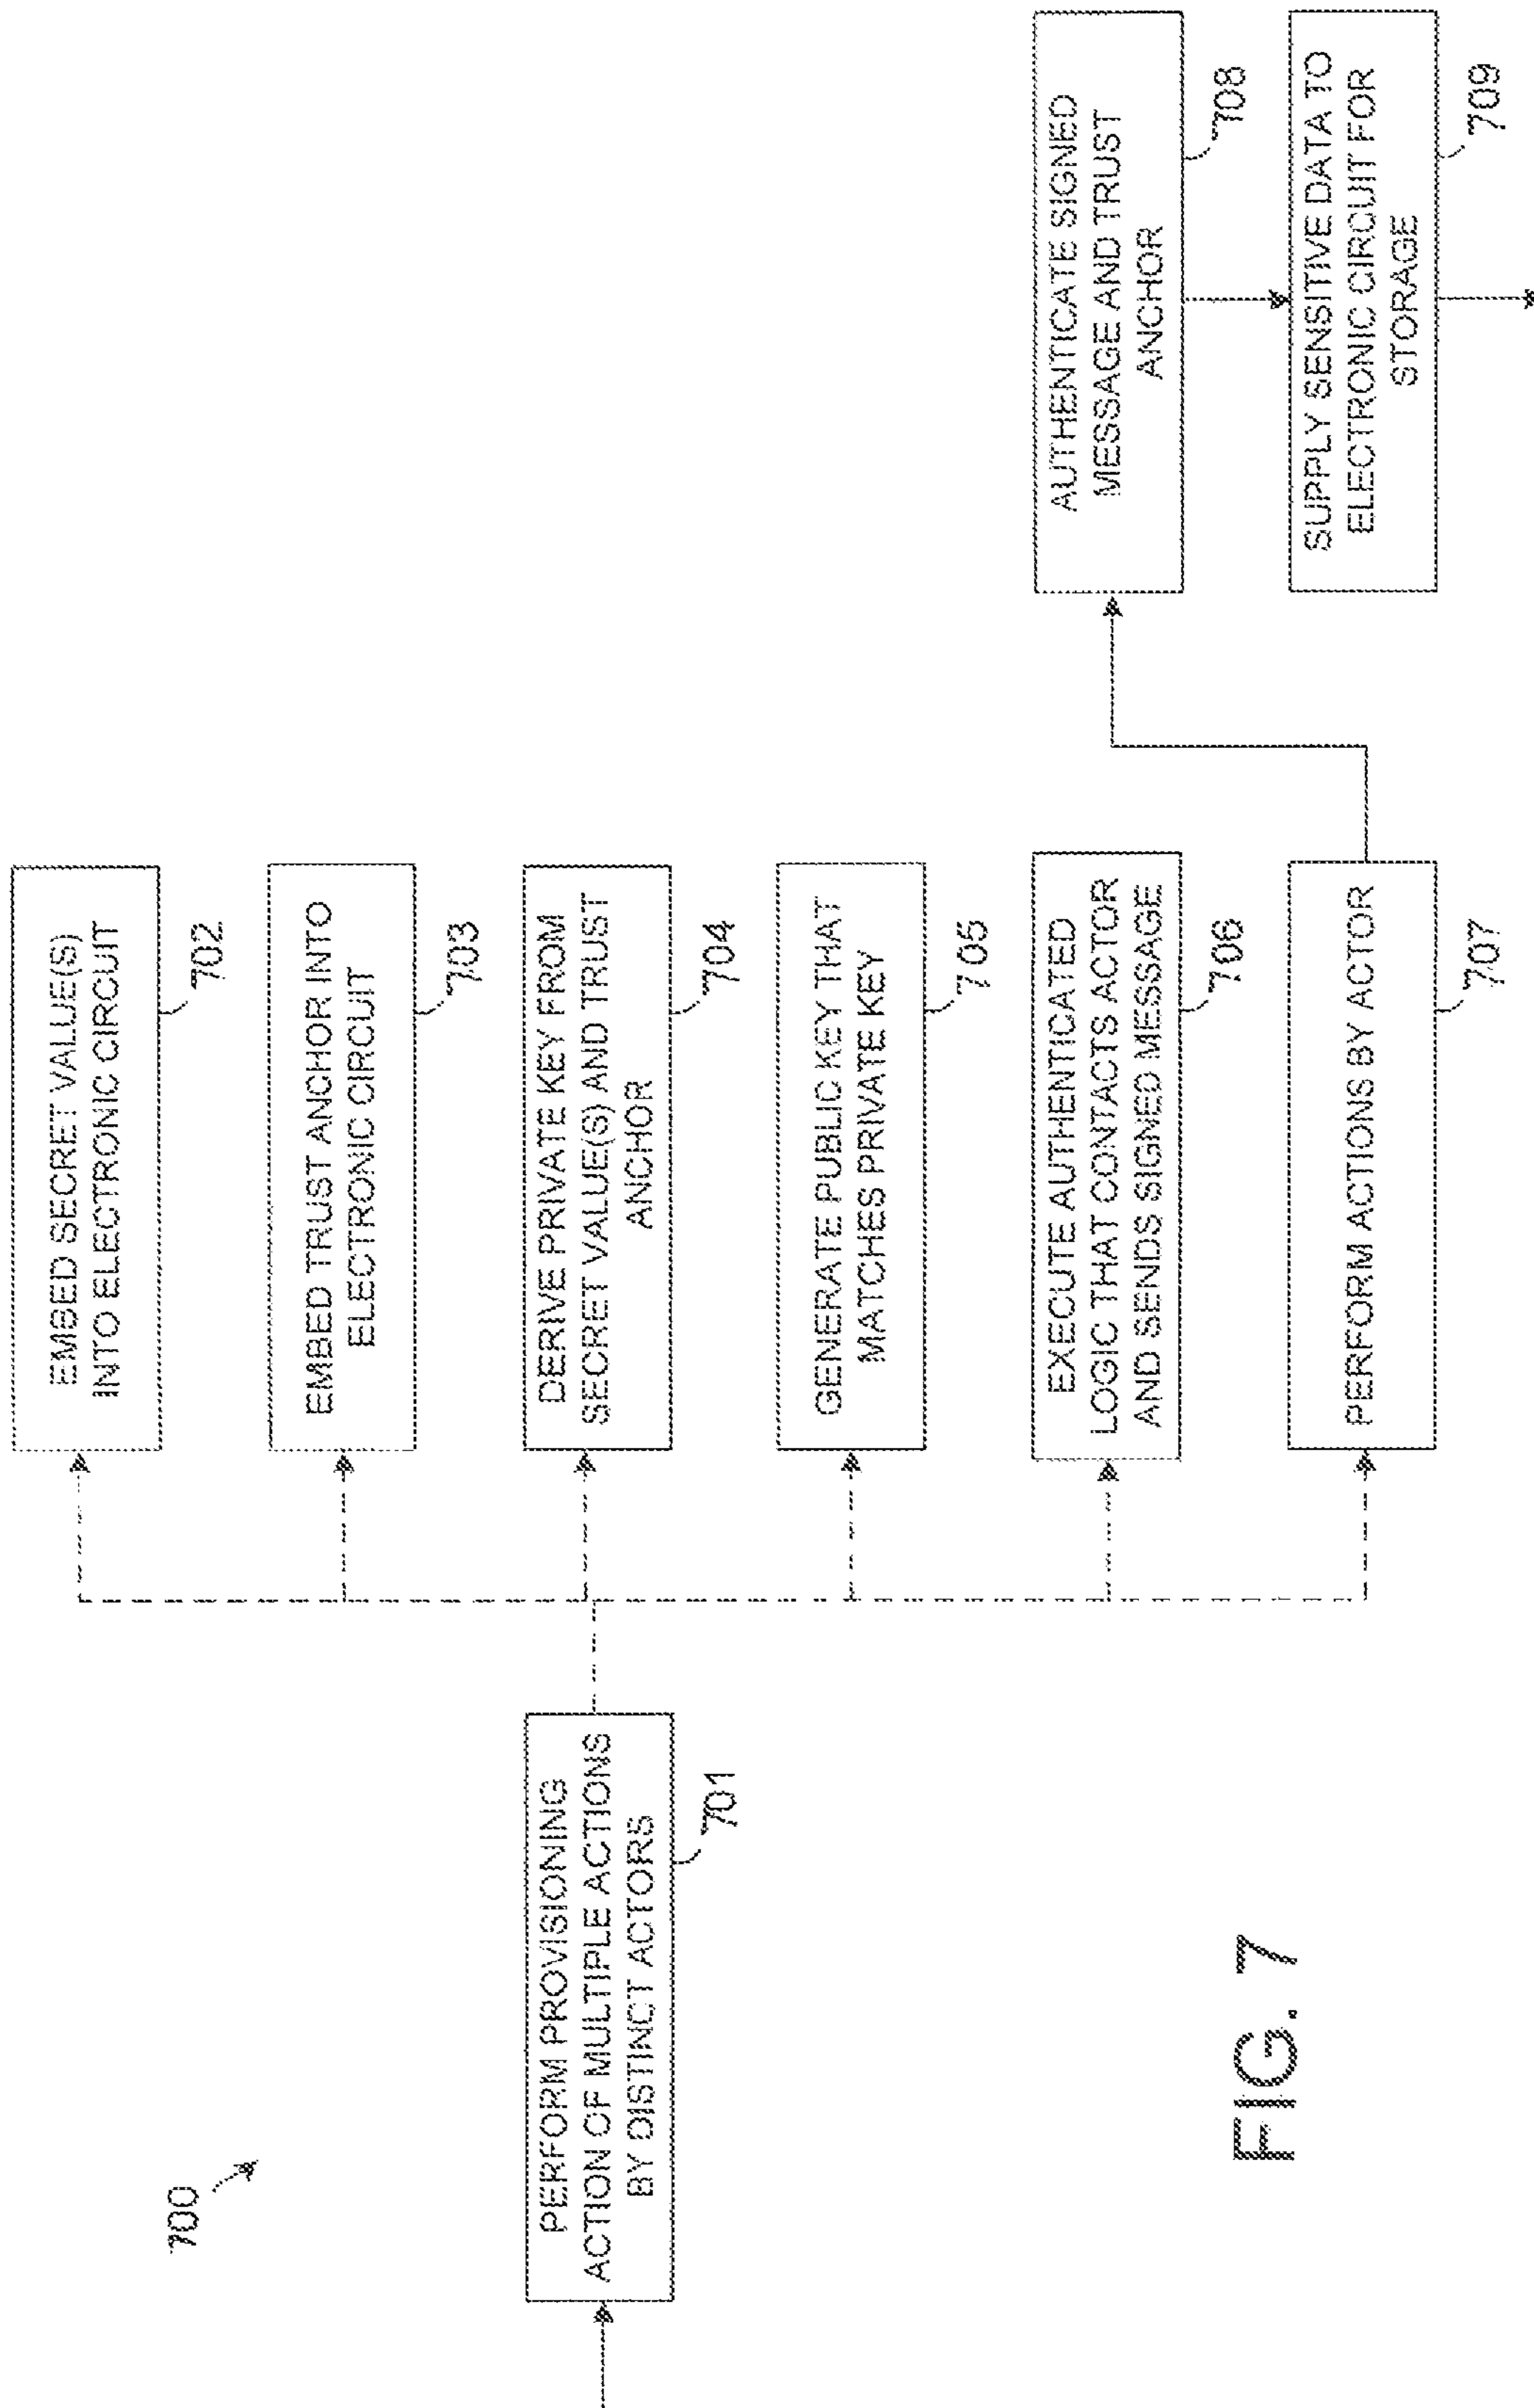 700
PERFORM PROVISIONING
ACTION OF MULTIPLE ACTIONS
BY DISTINCT ACTORS
701
EMBED SECRET VALUE(S)
INTO ELECTRONIC CIRCUIT
702
EMBED TRUST ANCHOR INTO
ELECTRONIC CIRCUIT
703
DERIVE PRIVATE KEY FROM
SECRET VALUE(S) AND TRUST
ANCHOR
704
GENERATE PUBLIC KEY THAT
MATCHES PRIVATE KEY
705
EXECUTE AUTHENTICATED
LOGIC THAT CONTACTS ACTOR
AND SENDS SIGNED MESSAGE
706
PERFORM ACTIONS BY ACTOR
707
AUTHENTICATE SIGNED
MESSAGE AND TRUST
ANCHOR
708
SUPPLY SENSITIVE DATA TO
ELECTRONIC CIRCUIT FOR
STORAGE
709
FIG. 7